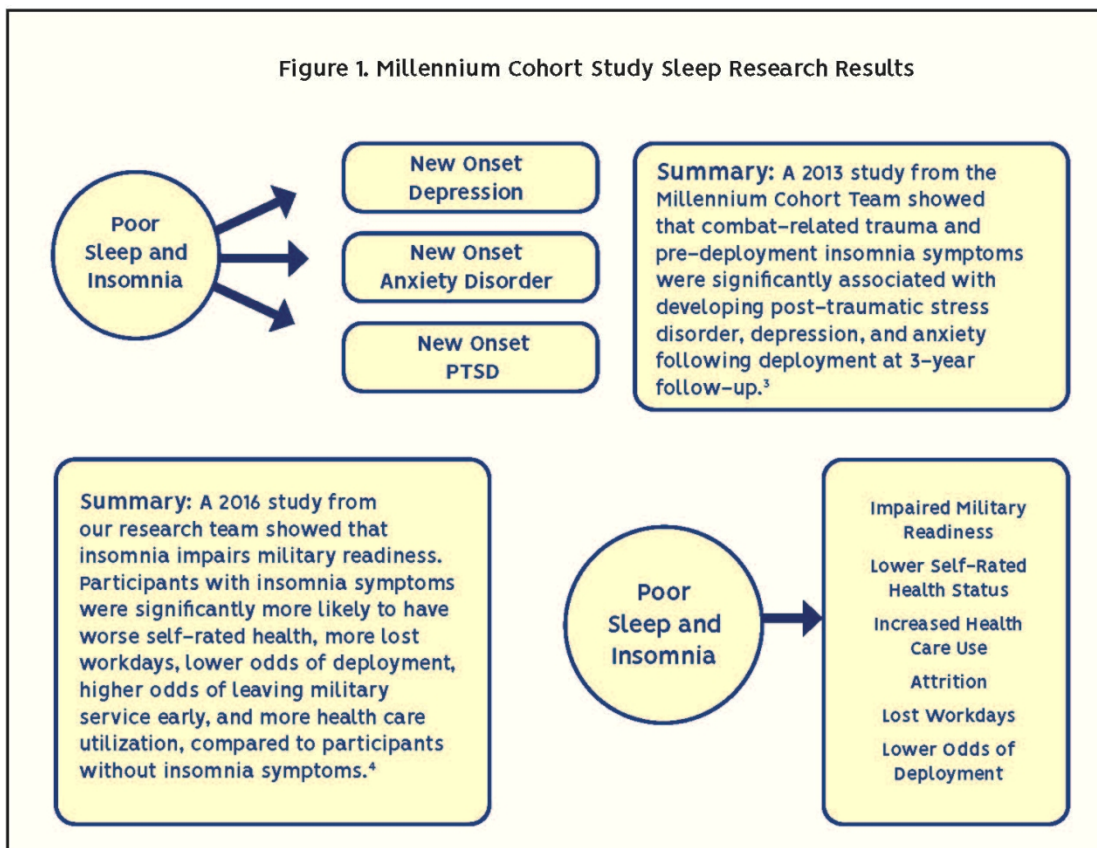 Figure 1. Millennium Cohort Study Sleep Research Results
Poor
Sleep and
Insomnia
New Onset
Depression
New Onset
Anxiety Disorder
New Onset
PTSD
Summary: A 2013 study from the
Millennium Cohort Team showed
that combat-related trauma and
pre-deployment insomnia symptoms
were significantly associated with
developing post-traumatic stress
disorder, depression, and anxiety
following deployment at 3-year
follow-up.³
Summary: A 2016 study from
our research team showed that
insomnia impairs military readiness.
Participants with insomnia symptoms
were significantly more likely to have
worse self-rated health, more lost
workdays, lower odds of deployment,
higher odds of leaving military
service early, and more health care
utilization, compared to participants
without insomnia symptoms.⁴
Poor
Sleep and
Insomnia
Impaired Military
Readiness
Lower Self-Rated
Health Status
Increased Health
Care Use
Attrition
Lost Workdays
Lower Odds of
Deployment